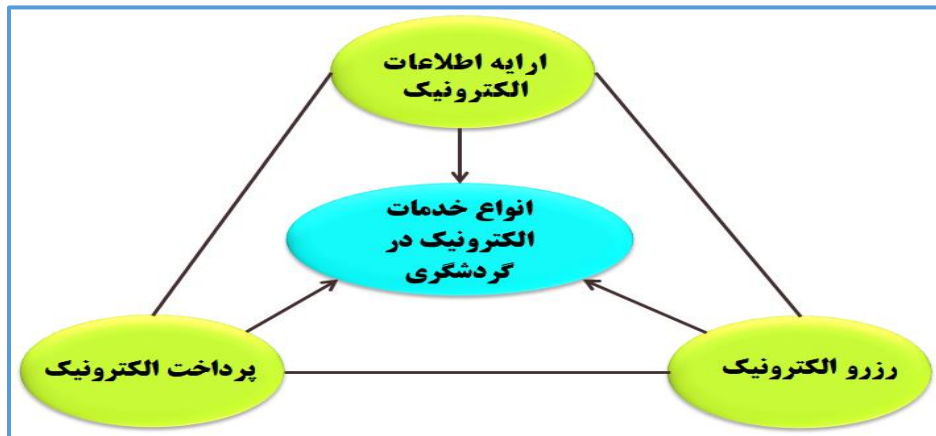 ارایه اطلاعات
الکترونیک
انواع خدمات
الکترونیک در
گردشگری
رزرو الکترونیک
پرداخت الکترونیک